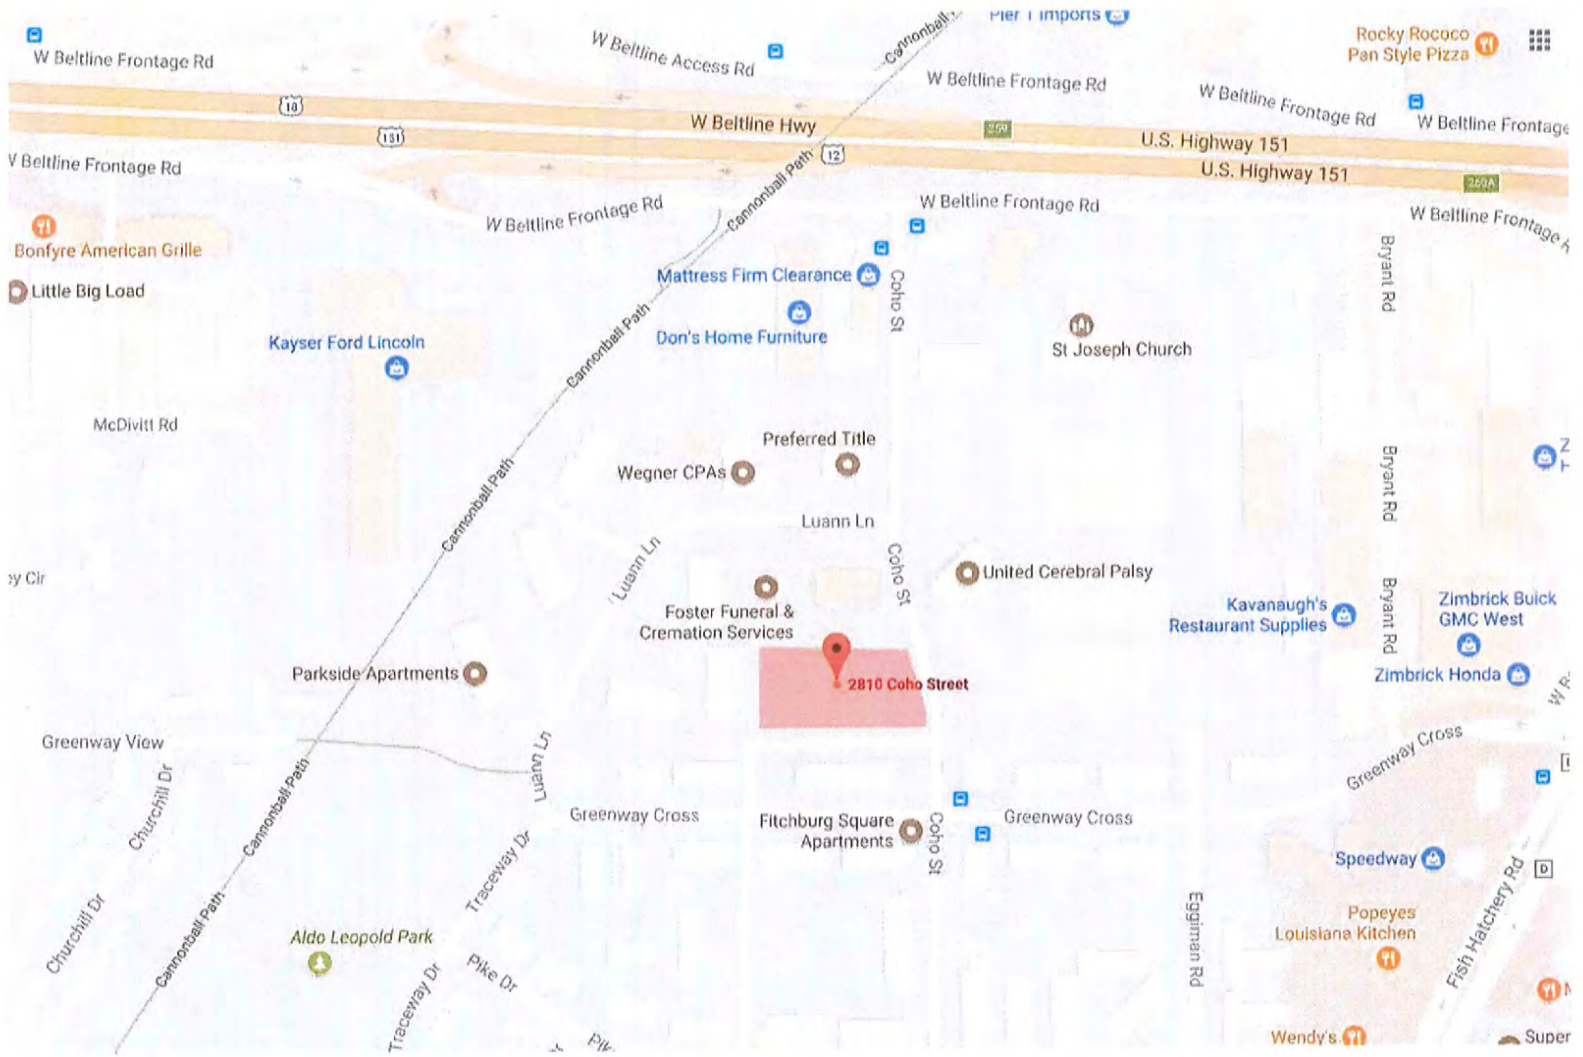 Pier 1 Imports
Rocky Rococo
Pan Style Pizza
W Beltline Frontage Rd
W Beltline Access Rd
Cannonball
W Beltline Frontage Rd
W Beltline Frontage Rd
W Beltline Frontage
18
151
W Beltline Hwy
12
259
U.S. Highway 151
U.S. Highway 151
260A
W Beltline Frontage Rd
W Beltline Frontage Rd
Cannonball Path
W Beltline Frontage Rd
W Beltline Frontage R
Bonfyre American Grille
Little Big Load
Mattress Firm Clearance
Coho St
Bryant Rd
Don's Home Furniture
Kayser Ford Lincoln
Cannonball Path
St Joseph Church
McDivitt Rd
Preferred Title
Wegner CPAs
Bryant Rd
Z
H
Cannonball Path
Luann Ln
Luann Ln
Coho St
United Cerebral Palsy
y Cir
Foster Funeral &
Cremation Services
Kavanaugh's
Restaurant Supplies
Bryant Rd
Zimbrick Buick
GMC West
Parkside Apartments
2810 Coho Street
Zimbrick Honda
W R
Greenway View
Churchill Dr
Cannonball Path
Luann Ln
Greenway Cross
Greenway Cross
Fitchburg Square
Apartments
Coho St
Greenway Cross
Traceway Dr
Speedway
D
Fish Hatchery Rd
Churchill Dr
Cannonball Path
Aldo Leopold Park
Traceway Dr
Pike Dr
Eggiman Rd
Popeyes
Louisiana Kitchen
Pik
Wendy's
Super